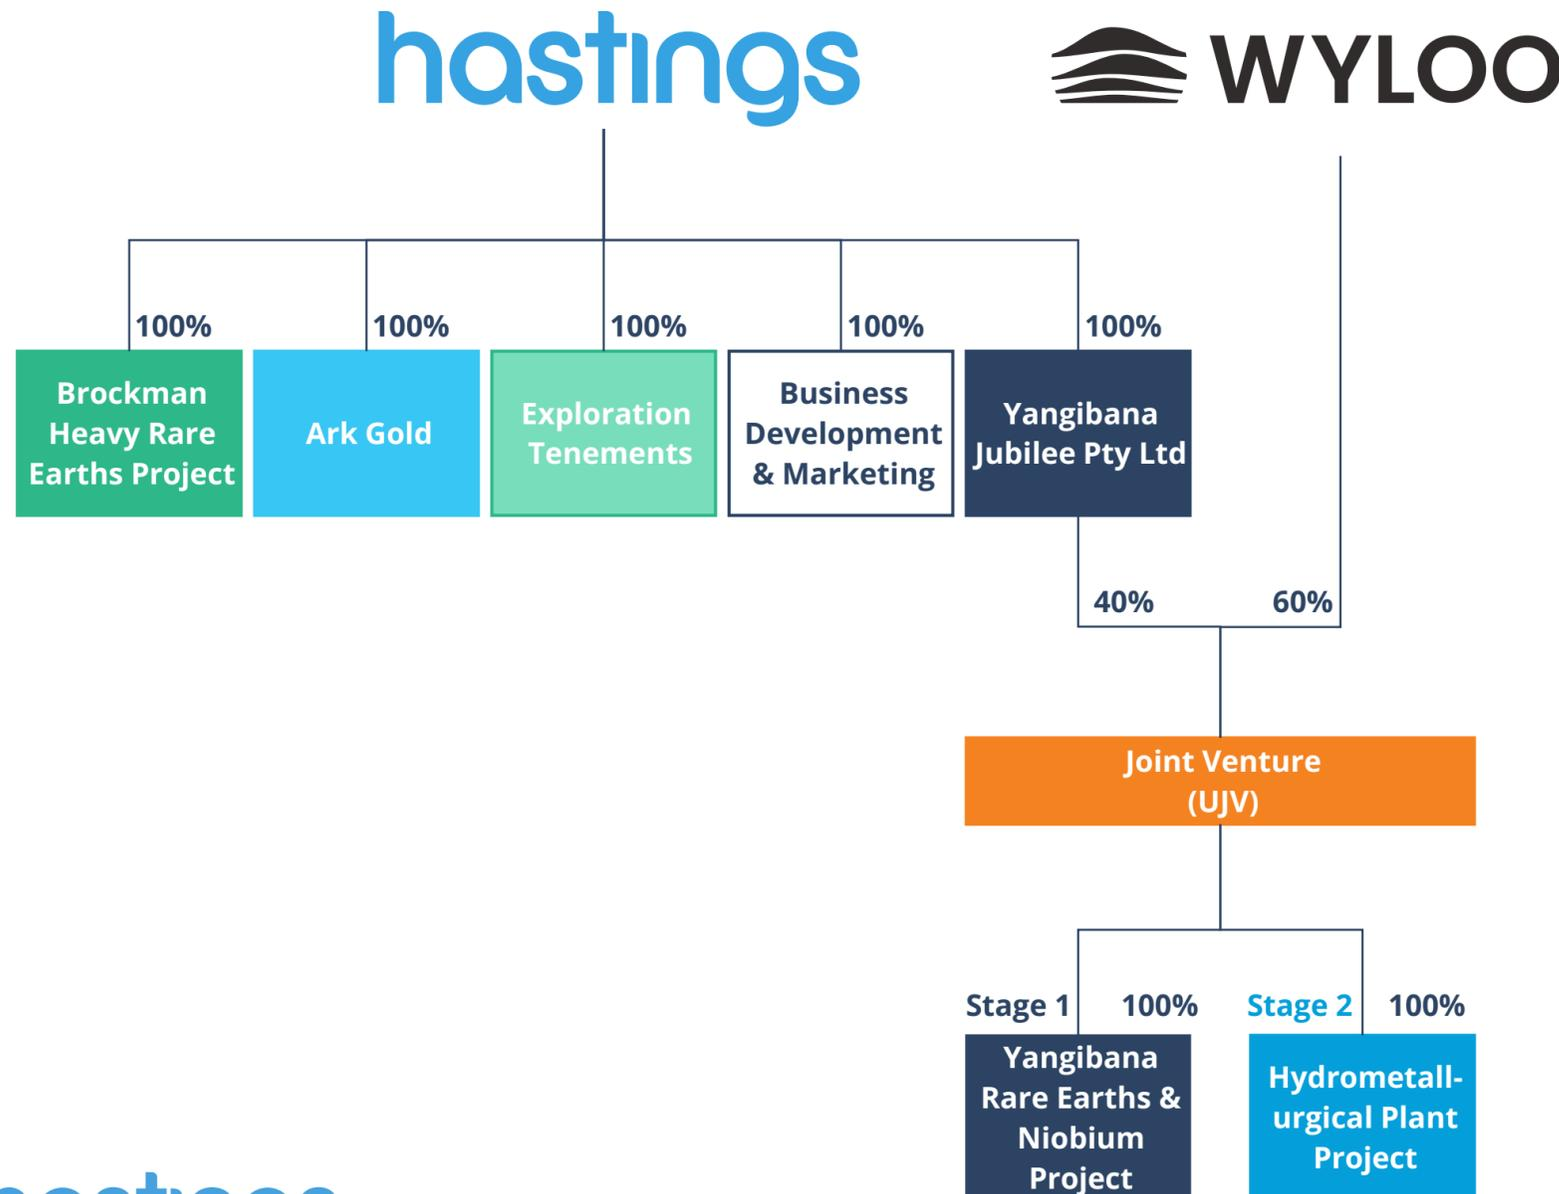 hastings
WYLOO
100%
100%
100%
100%
100%
Brockman
Heavy Rare
Earths Project
Ark Gold
Exploration
Tenements
Business
Development
& Marketing
Yangibana
Jubilee Pty Ltd
40%
60%
Joint Venture
(UJV)
Stage 1
100%
Stage 2
100%
Yangibana
Rare Earths &
Niobium
Project
Hydrometall-
urgical Plant
Project